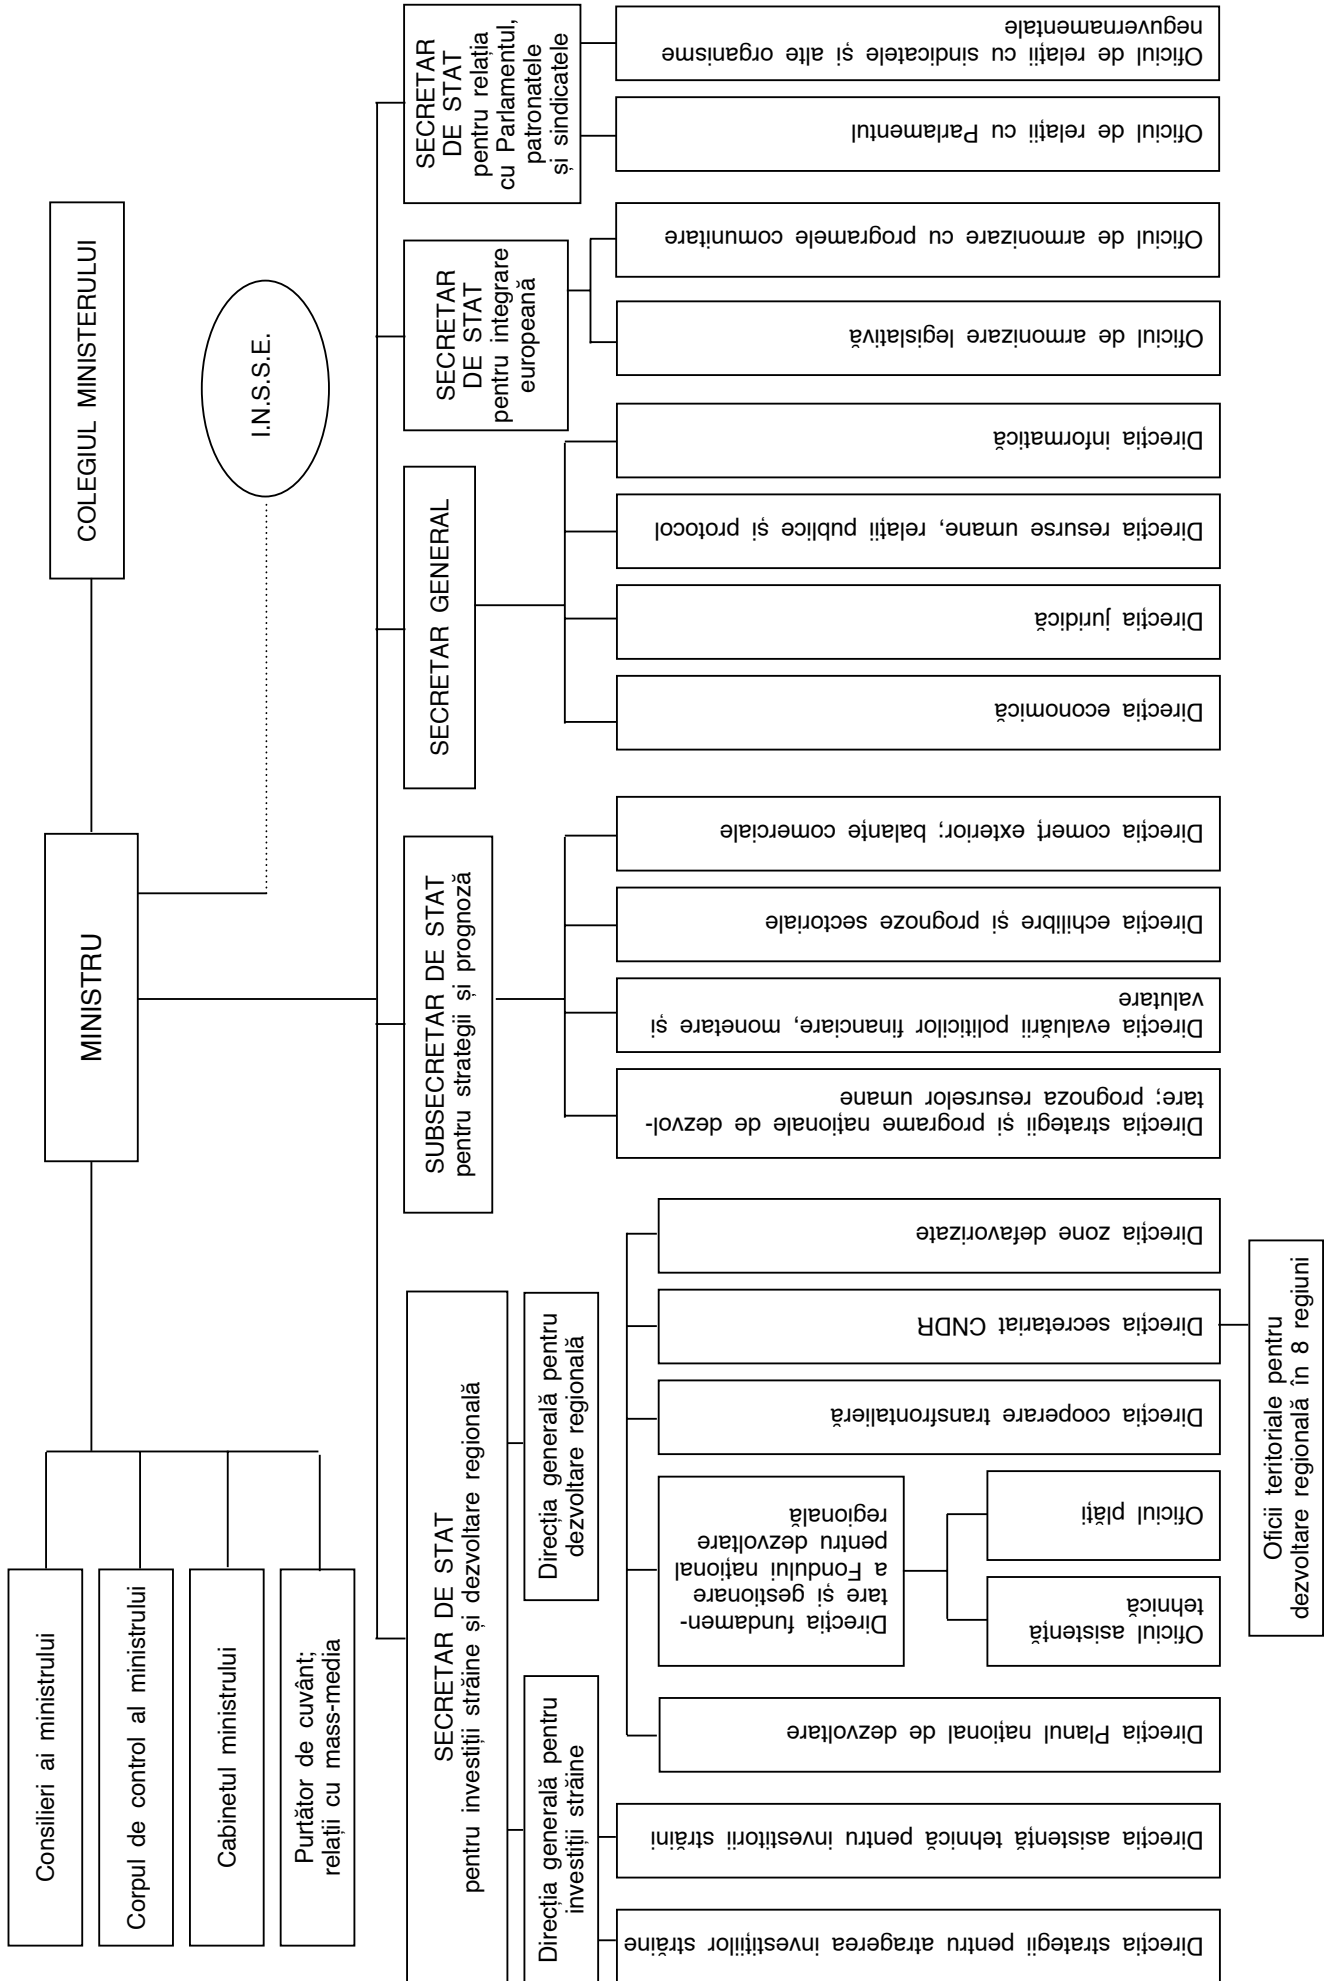 COLEGIUL MINISTERULUI
MINISTRU
I.N.S.S.E.
Consilieri ai ministrului
Corpul de control al ministrului
Cabinetul ministrului
Purtător de cuvânt;
relații cu mass-media
SECRETAR DE STAT
pentru investiții străine și dezvoltare regională
SUBSECRETAR DE STAT
pentru strategii și prognoză
SECRETAR GENERAL
SECRETAR
DE STAT
pentru integrare
europeană
SECRETAR
DE STAT
pentru relația
cu Parlamentul,
patronatele
și sindicatele
Direcția generală pentru
investiții străine
Direcția generală pentru
dezvoltare regională
Direcția strategii pentru atragerea investițiilor străine
Direcția asistență tehnică pentru investitorii străini
Direcția Planul național de dezvoltare
Direcția fundamen-
tare și gestionare
a Fondului național
pentru dezvoltare
regională
Oficiul asistență
tehnică
Oficiul plăți
Direcția cooperare transfrontalieră
Direcția secretariat CNDR
Direcția zone defavorizate
Oficii teritoriale pentru
dezvoltare regională în 8 regiuni
Direcția strategii și programe naționale de dezvol-
tare; prognoza resurselor umane
Direcția evaluării politicilor financiare, monetare și
valutare
Direcția echilibre și prognoze sectoriale
Direcția comerț exterior; balanțe comerciale
Direcția economică
Direcția juridică
Direcția resurse umane, relații publice și protocol
Direcția informatică
Oficiul de armonizare legislativă
Oficiul de armonizare cu programele comunitare
Oficiul de relații cu Parlamentul
Oficiul de relații cu sindicatele și alte organisme
neguvernamentale